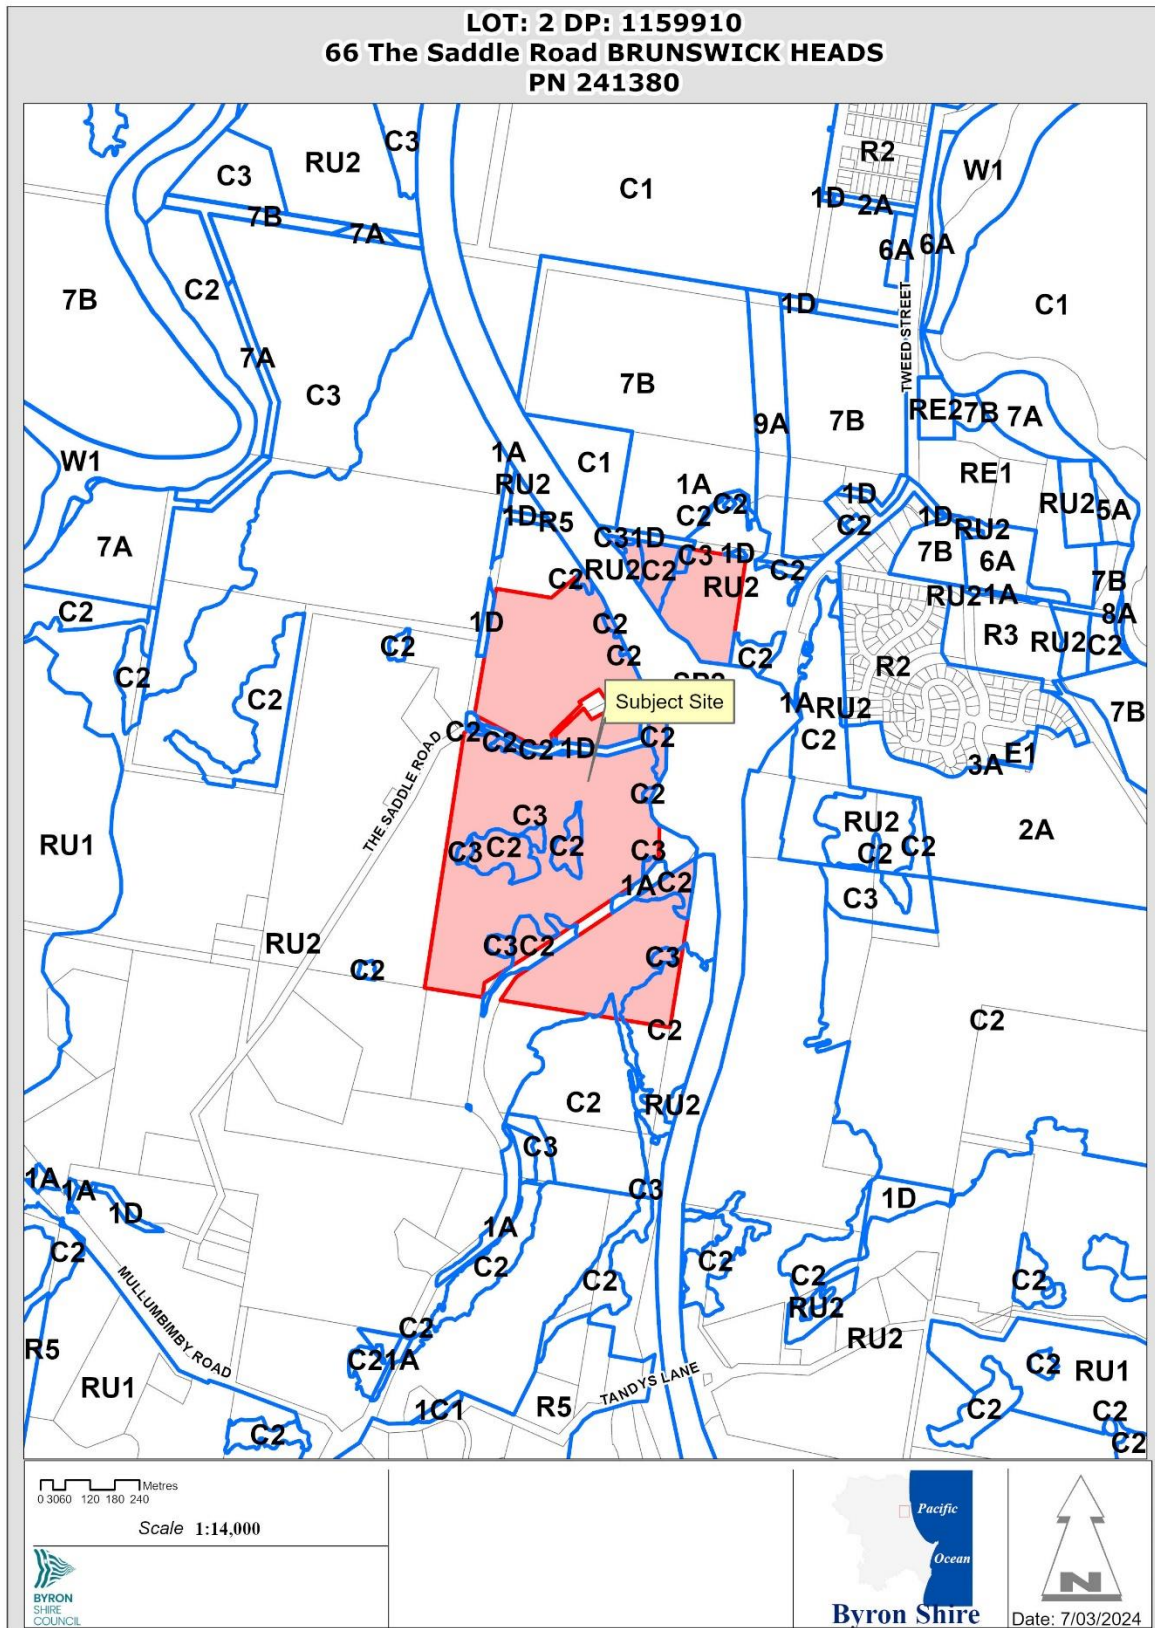 LOT: 2 DP: 1159910
66 The Saddle Road BRUNSWICK HEADS
PN 241380
C3
RU2
C3
C1
R2
W1
7B
7A
1D
2A
6A
6A
7B
C2
1D
C1
7A
C3
TWEED STREET
7B
9A
7B
RE2
7B
7A
1A
C1
W1
RU2
1A
C2
C2
1D
RE1
RU2
5A
1D
R5
C2
1D
RU2
7A
C3
1D
C3
1D
7B
6A
RU2
C2
C2
RU2
C2
RU2
1A
7B
8A
C2
1D
C2
C2
C2
C2
R3
RU2
C2
R2
C2
C2
Subject Site
1A
RU2
7B
C2
C2
C2
1D
C2
C2
E1
3A
THE SADDLE ROAD
C2
C3
RU2
2A
RU1
C3
C2
C2
C3
C2
C2
1A
C2
C3
RU2
C3
C2
C3
C2
C2
C2
C2
RU2
C3
C3
1A
1A
1D
1D
1A
C2
C2
C2
C2
C2
C2
MULLUMBIMBY ROAD
RU2
C2
RU2
R5
C2
1A
C2
RU1
RU1
TANDYS LANE
1C1
R5
C2
C2
C2
C2
0 30 60 120 180 240 Metres
Scale 1:14,000
BYRON
SHIRE
COUNCIL
Pacific
Ocean
Byron Shire
N
Date: 7/03/2024